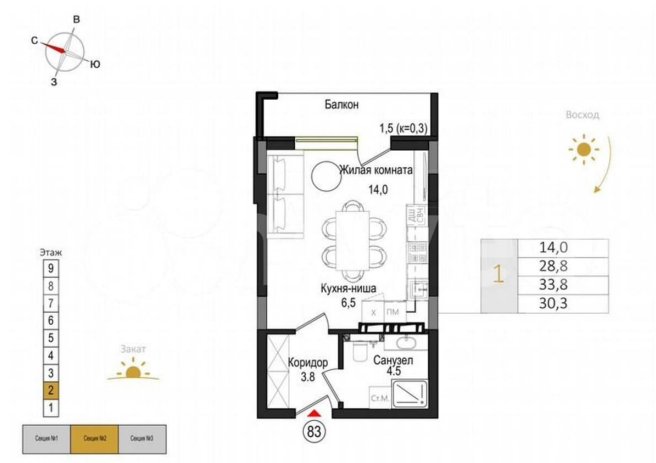 В
С
Ю
З
Балкон
1,5 (к=0,3)
Восход
Жилая комната
14,0
ДШ
СВЧ
Кухня-ниша
6,5
Х
ПМ
Этаж
9
8
7
6
5
4
3
2
1
Закат
1
14,0
28,8
33,8
30,3
Коридор
3.8
Санузел
4.5
Ст.М.
83
Секция №1
Секция №2
Секция №3